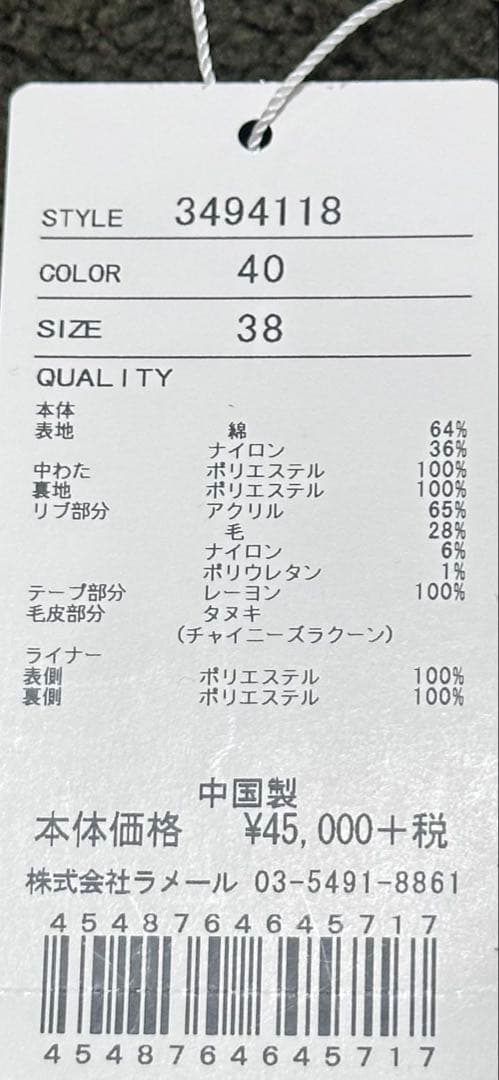 STYLE 3494118
COLOR 40
SIZE 38
QUALITY
本体
表地 綿 64%
ナイロン 36%
中わた ポリエステル 100%
裏地 ポリエステル 100%
リブ部分 アクリル 65%
毛 28%
ナイロン 6%
ポリウレタン 1%
テープ部分 レーヨン 100%
毛皮部分 タヌキ
(チャイニーズラクーン)
ライナー
表側 ポリエステル 100%
裏側 ポリエステル 100%
中国製
本体価格 ¥45,000+税
株式会社ラメール 03-5491-8861
4548764645717
4548764645717